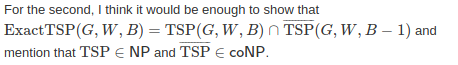 For the second, I think it would be enough to show that
ExactTSP(G, W, B) = TSP(G, W, B) ∩ T̅S̅P̅(G, W, B − 1) and
mention that TSP ∈ NP and T̅S̅P̅ ∈ coNP.